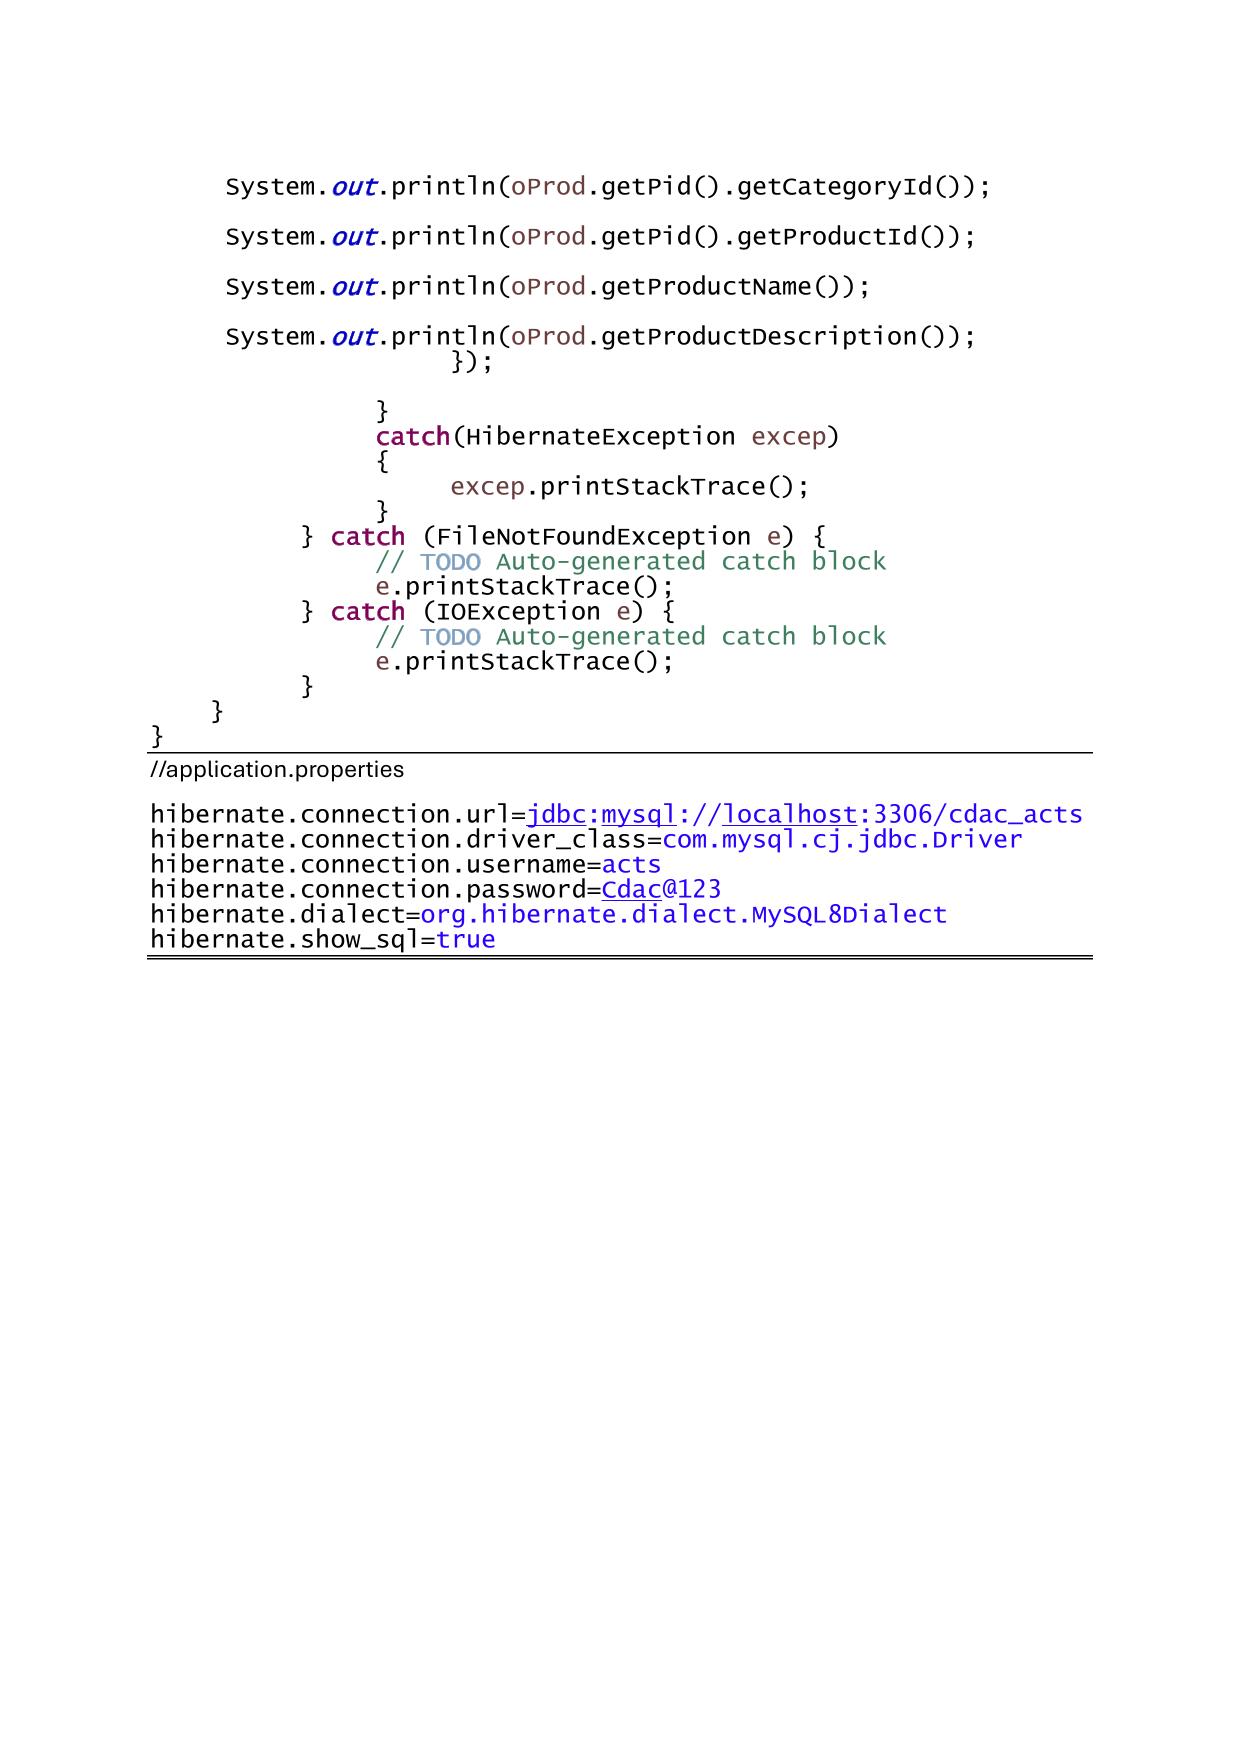 System.out.println(oProd.getPid().getCategoryId());
System.out.println(oProd.getPid().getProductId());
System.out.println(oProd.getProductName());
System.out.println(oProd.getProductDescription());
});
}
catch(HibernateException excep)
{
excep.printStackTrace();
}
} catch (FileNotFoundException e) {
// TODO Auto-generated catch block
e.printStackTrace();
} catch (IOException e) {
// TODO Auto-generated catch block
e.printStackTrace();
}
}
}
//application.properties
hibernate.connection.url=jdbc:mysql://localhost:3306/cdac_acts
hibernate.connection.driver_class=com.mysql.cj.jdbc.Driver
hibernate.connection.username=acts
hibernate.connection.password=Cdac@123
hibernate.dialect=org.hibernate.dialect.MySQL8Dialect
hibernate.show_sql=true